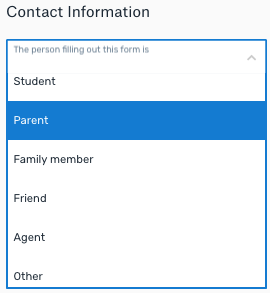 Contact Information
The person filling out this form is
Student
Parent
Family member
Friend
Agent
Other